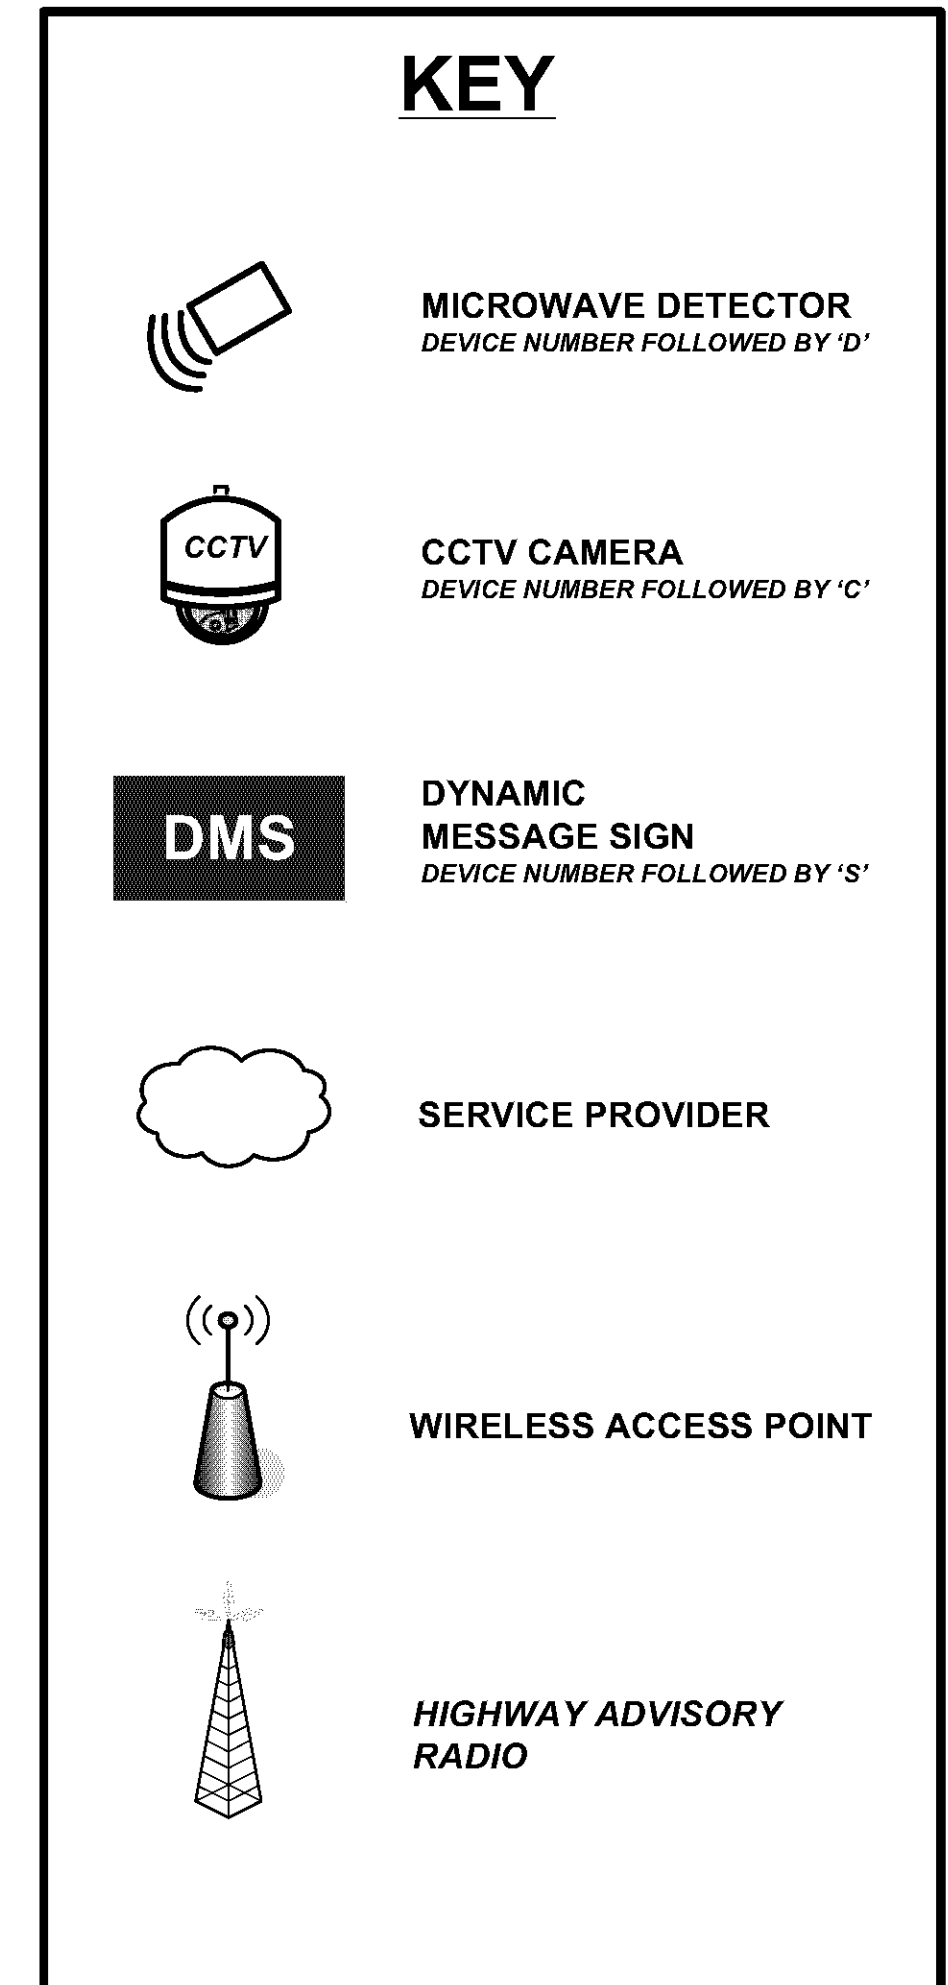 KEY
MICROWAVE DETECTOR
DEVICE NUMBER FOLLOWED BY ‘D’
CCTV
CCTV CAMERA
DEVICE NUMBER FOLLOWED BY ‘C’
DMS
DYNAMIC
MESSAGE SIGN
DEVICE NUMBER FOLLOWED BY ‘S’
SERVICE PROVIDER
WIRELESS ACCESS POINT
HIGHWAY ADVISORY
RADIO